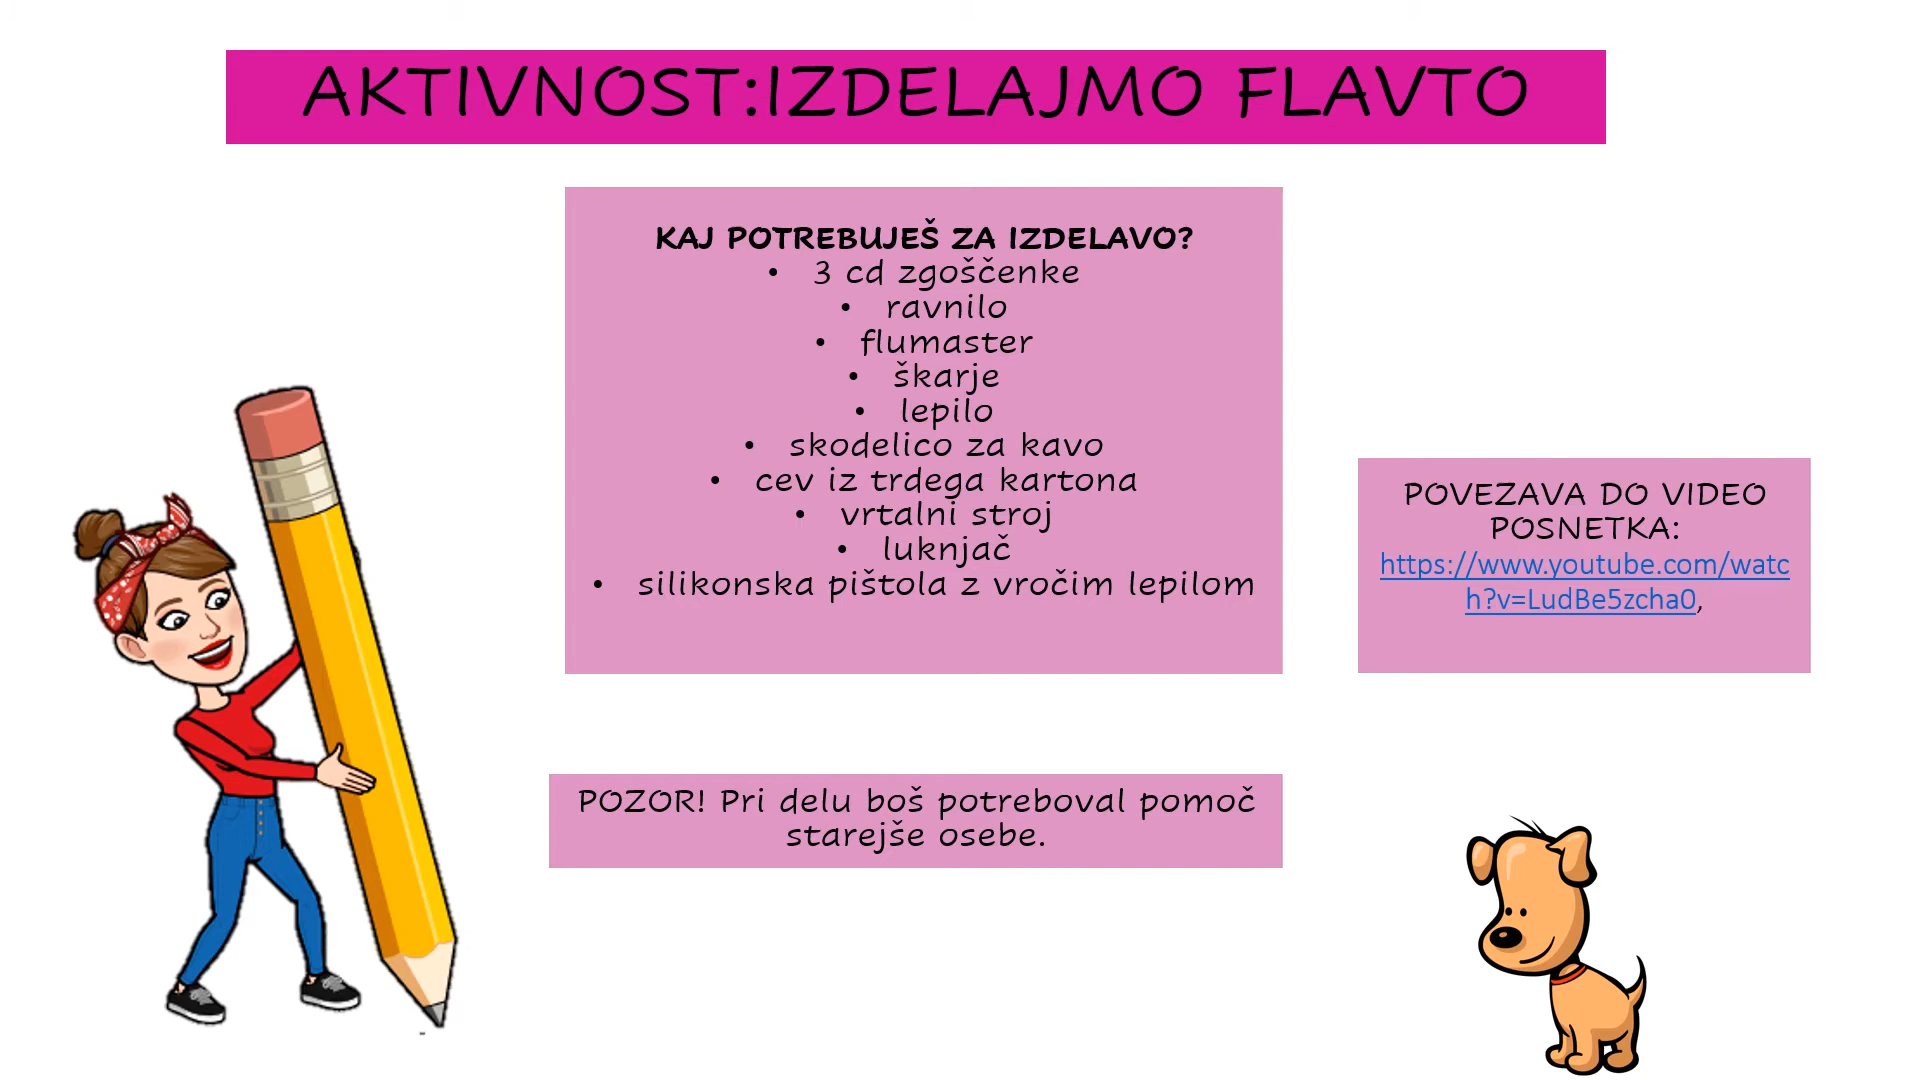 AKTIVNOST:IZDELAJMO FLAVTO
KAJ POTREBUJEŠ ZA IZDELAVO?
• 3 cd zgoščenke
• ravnilo
• flumaster
• škarje
• lepilo
• skodelico za kavo
• cev iz trdega kartona
• vrtalni stroj
• luknjač
• silikonska pištola z vročim lepilom
POVEZAVA DO VIDEO
POSNETKA:
https://www.youtube.com/watc
h?v=LudBe5zcha0,
POZOR! Pri delu boš potreboval pomoč
starejše osebe.